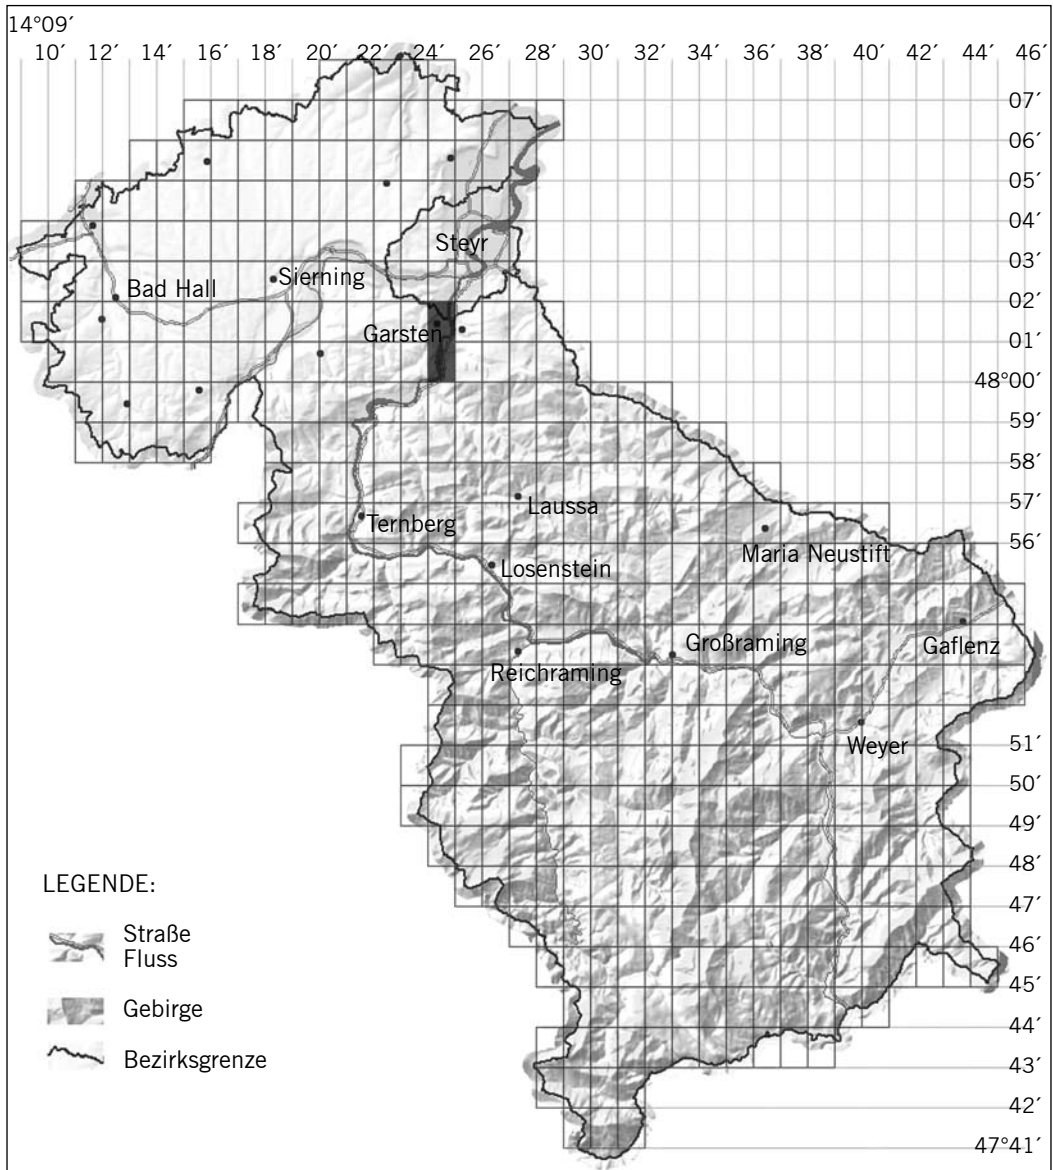 14°09´
10´ 12´ 14´ 16´ 18´ 20´ 22´ 24´ 26´ 28´ 30´ 32´ 34´ 36´ 38´ 40´ 42´ 44´ 46´
07´
06´
05´
04´
Steyr
03´
Sierning
Bad Hall
02´
Garsten
01´
48°00´
59´
58´
57´
Laussa
Ternberg
56´
Maria Neustift
Losenstein
Großraming
Gaflenz
Reichraming
51´
Weyer
50´
49´
48´
47´
46´
45´
44´
43´
42´
47°41´
LEGENDE:
Straße
Fluss
Gebirge
Bezirksgrenze